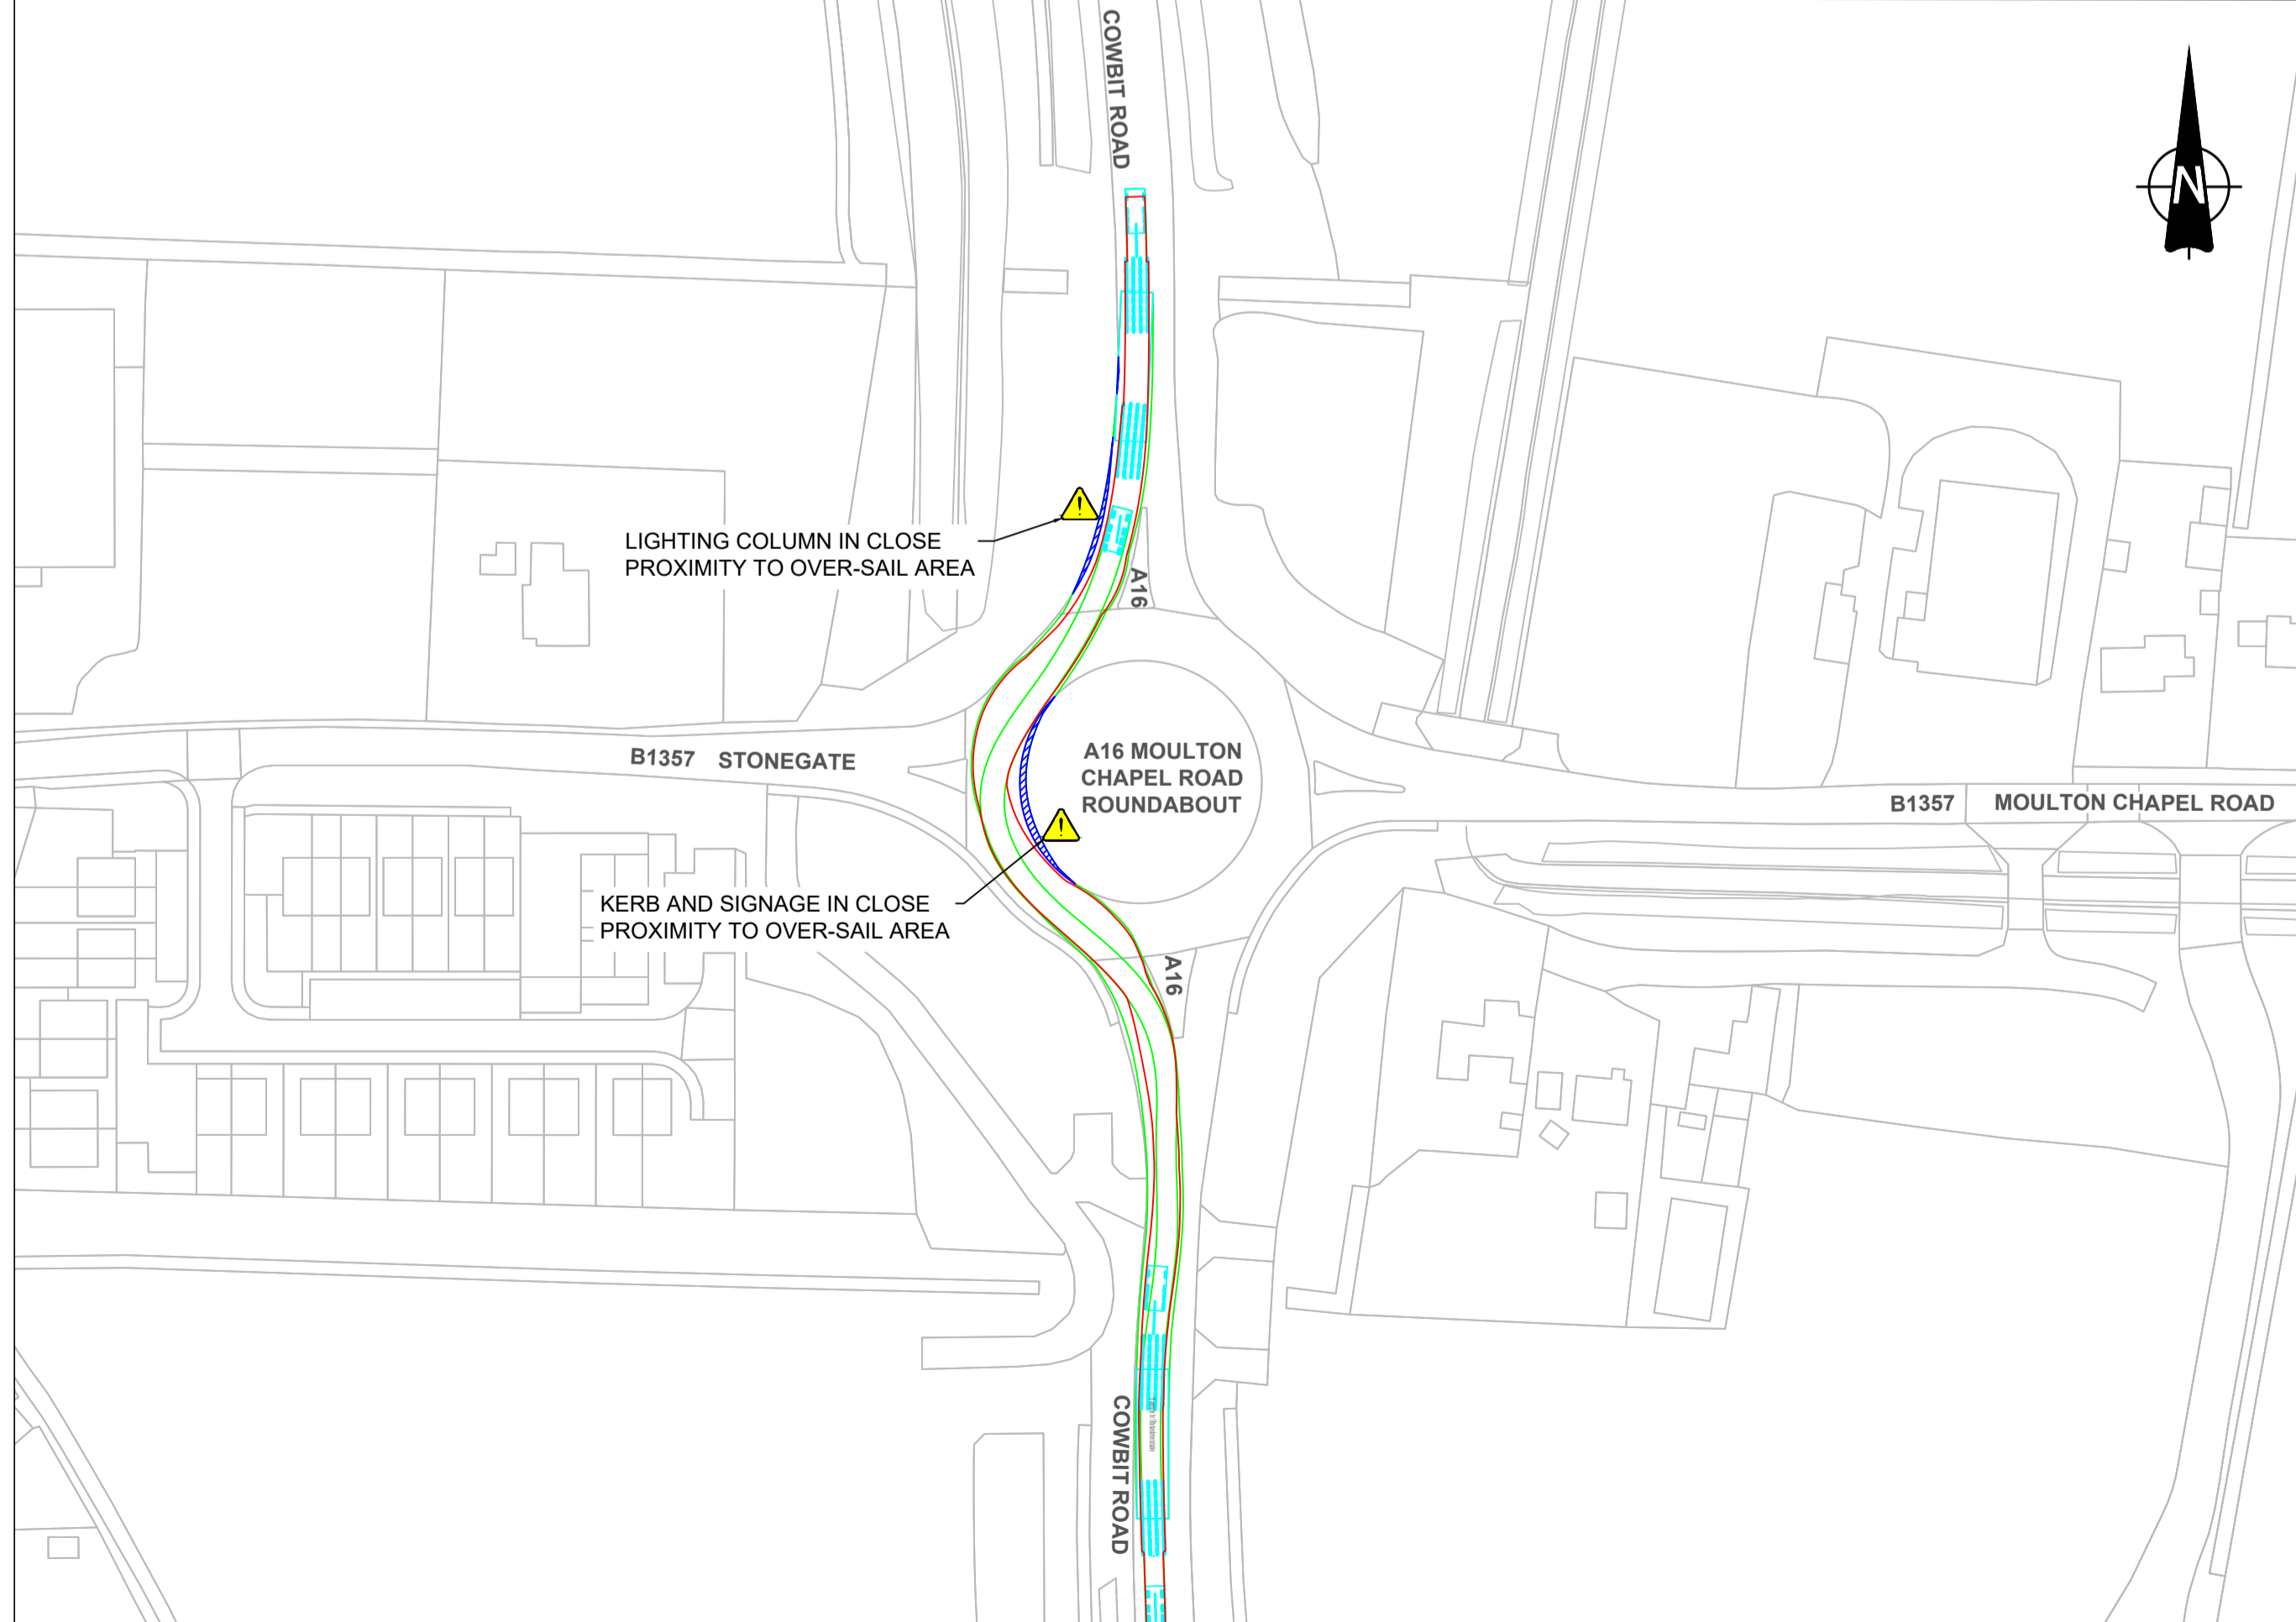 COWBIT ROAD
N
LIGHTING COLUMN IN CLOSE
PROXIMITY TO OVER-SAIL AREA
A16
B1357 STONEGATE
A16 MOULTON
CHAPEL ROAD
ROUNDABOUT
B1357 MOULTON CHAPEL ROAD
KERB AND SIGNAGE IN CLOSE
PROXIMITY TO OVER-SAIL AREA
A16
COWBIT ROAD